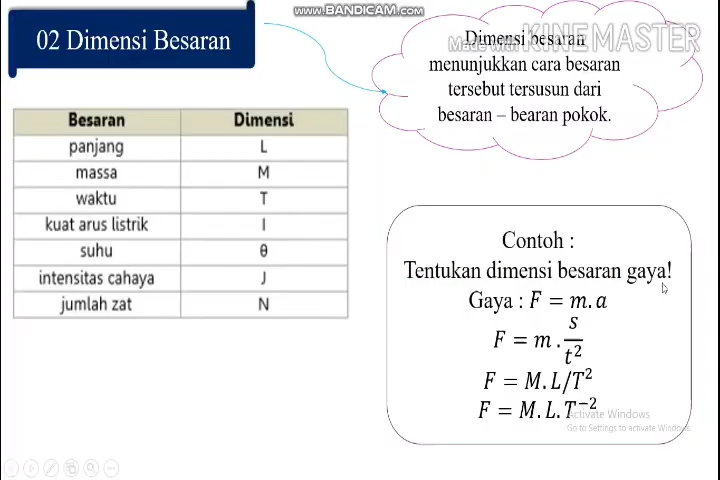 www.BANDICAM.com
02 Dimensi Besaran
Made with KINEMASTER
Dimensi besaran
menunjukkan cara besaran
tersebut tersusun dari
besaran – bearan pokok.
Besaran Dimensi
panjang L
massa M
waktu T
kuat arus listrik I
suhu θ
intensitas cahaya J
jumlah zat N
Contoh :
Tentukan dimensi besaran gaya!
Gaya : F = m.a
F = m . s/t²
F = M.L/T²
F = M.L.T⁻²
Activate Windows
Go to Settings to activate Windows.